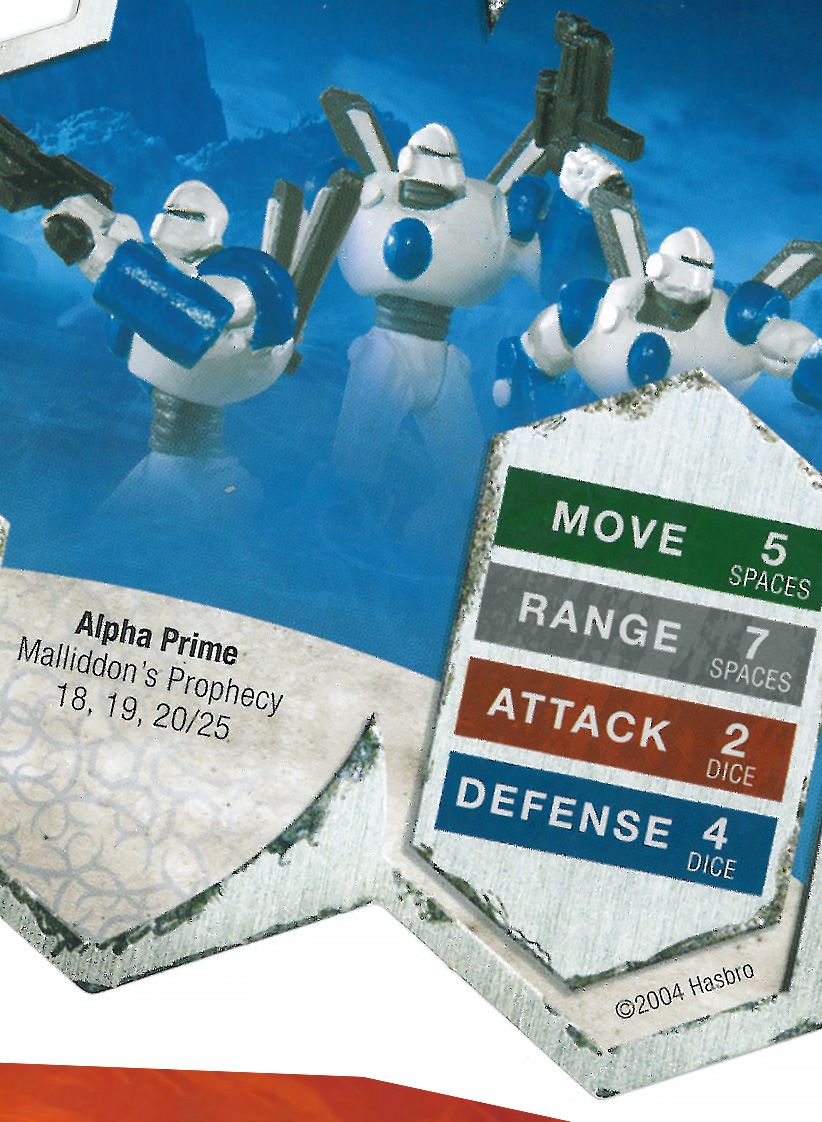 Alpha Prime
Malliddon's Prophecy
18, 19, 20/25
MOVE 5
SPACES
RANGE 7
SPACES
ATTACK 2
DICE
DEFENSE 4
DICE
©2004 Hasbro